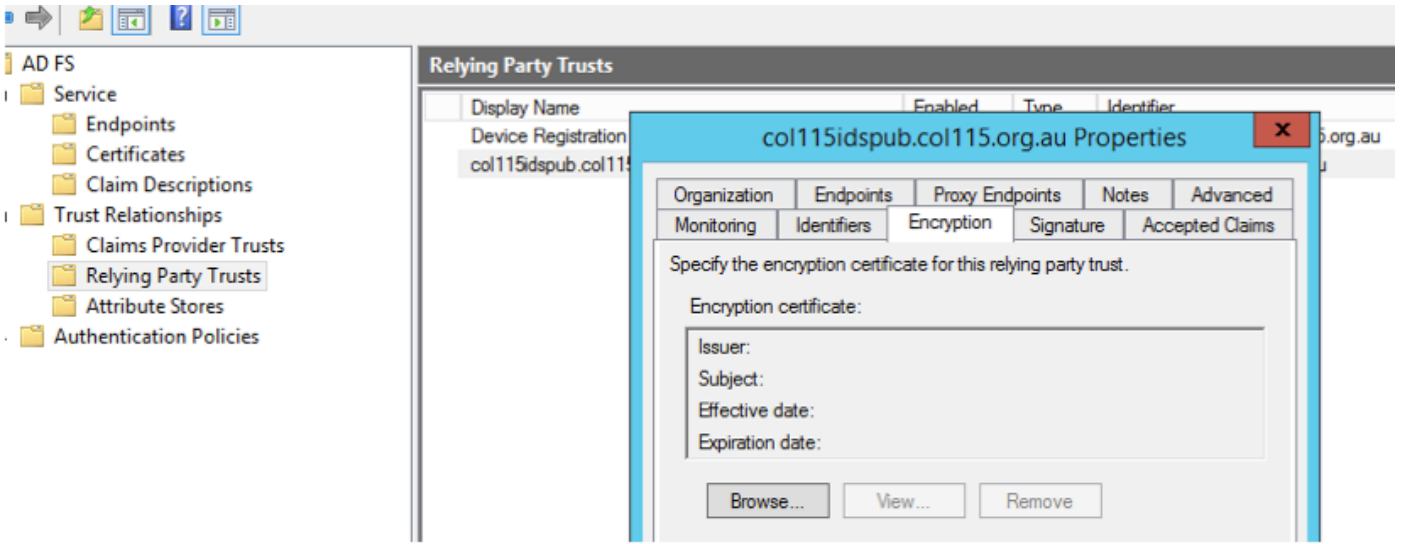 AD FS
Service
Endpoints
Certificates
Claim Descriptions
Trust Relationships
Claims Provider Trusts
Relying Party Trusts
Attribute Stores
Authentication Policies
Relying Party Trusts
Display Name Enabled Type Identifier
Device Registration
col115idspub.col115
.org.au
col115idspub.col115.org.au Properties
Organization Endpoints Proxy Endpoints Notes Advanced
Monitoring Identifiers Encryption Signature Accepted Claims
Specify the encryption certificate for this relying party trust.
Encryption certificate:
Issuer:
Subject:
Effective date:
Expiration date:
Browse... View... Remove